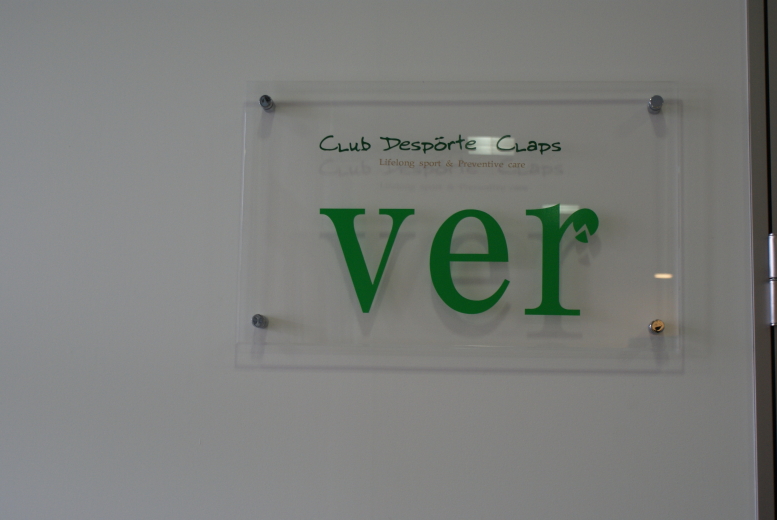 Club Despörte Claps
Lifelong sport & Preventive care
ver